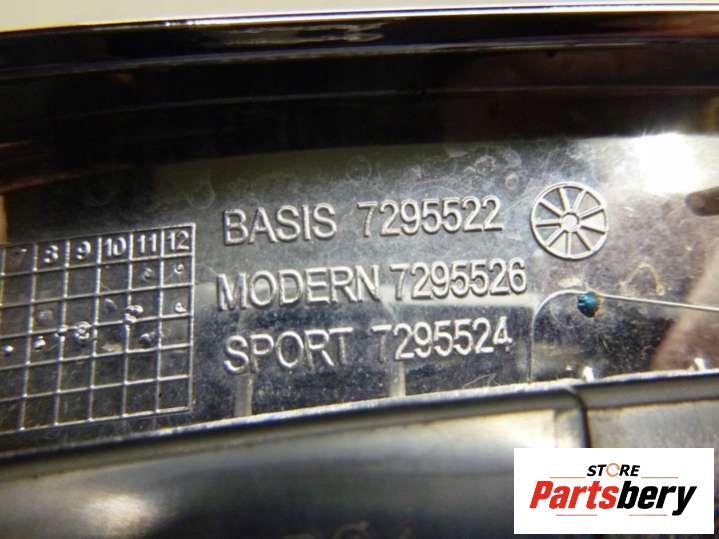 BASIS 7295522
7 8 9 10 11 12
MODERN 7295526
SPORT 7295524
STORE
Partsbery